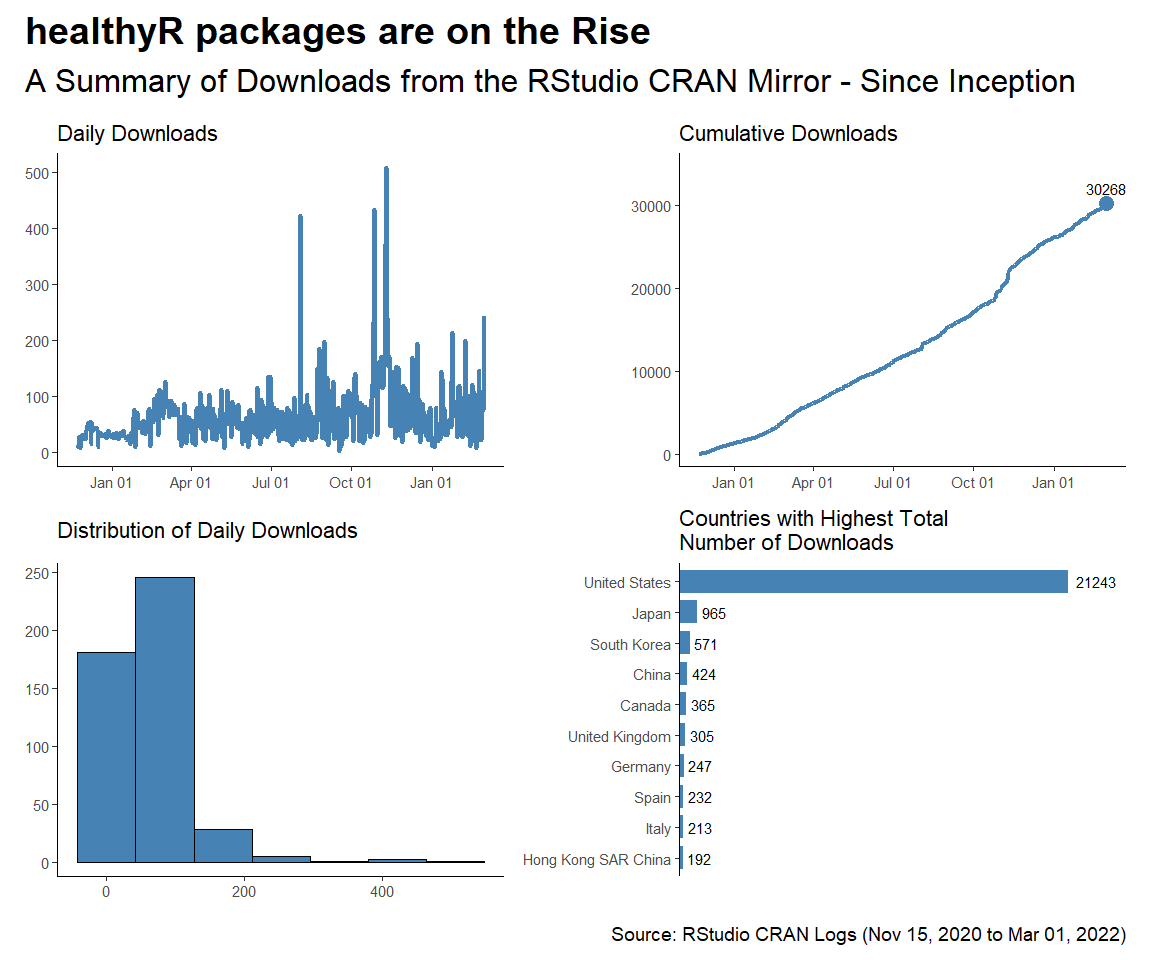 healthyR packages are on the Rise
A Summary of Downloads from the RStudio CRAN Mirror - Since Inception
Daily Downloads
500
400
300
200
100
0
Jan 01 Apr 01 Jul 01 Oct 01 Jan 01
Cumulative Downloads
30268
30000
20000
10000
0
Jan 01 Apr 01 Jul 01 Oct 01 Jan 01
Distribution of Daily Downloads
250
200
150
100
50
0
0 200 400
Countries with Highest Total
Number of Downloads
United States 21243
Japan 965
South Korea 571
China 424
Canada 365
United Kingdom 305
Germany 247
Spain 232
Italy 213
Hong Kong SAR China 192
Source: RStudio CRAN Logs (Nov 15, 2020 to Mar 01, 2022)